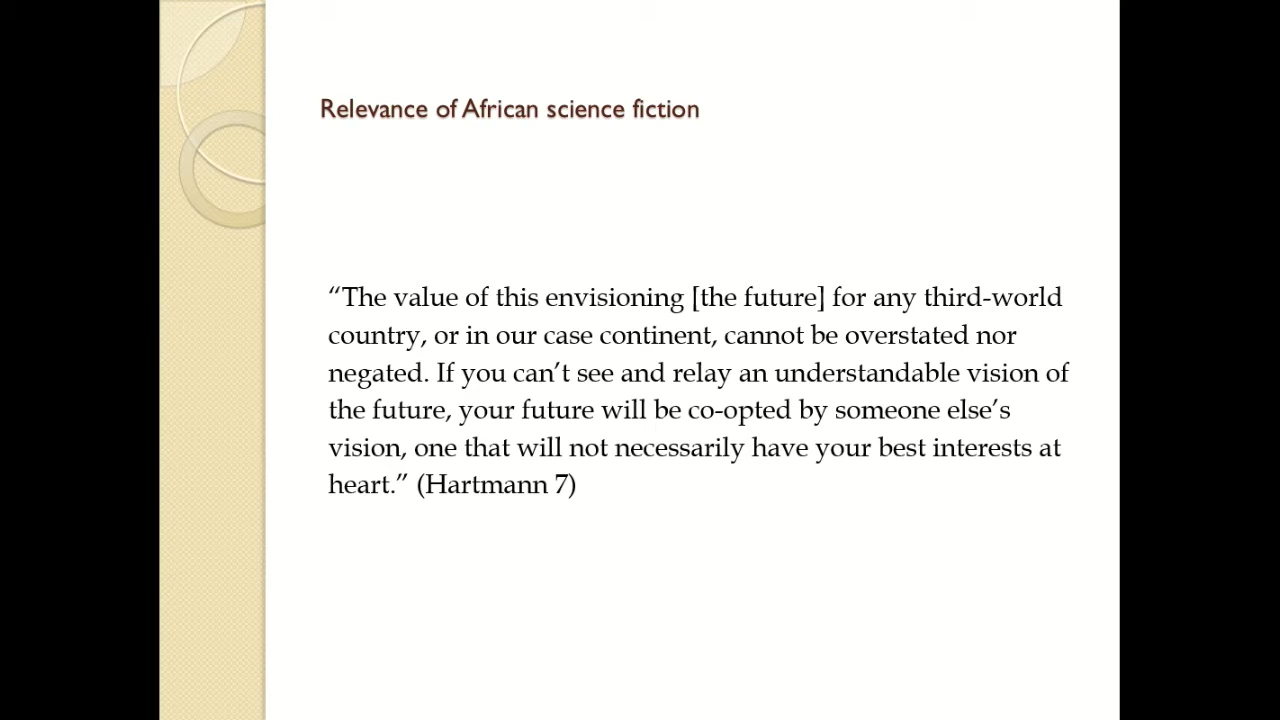 Relevance of African science fiction
“The value of this envisioning [the future] for any third-world
country, or in our case continent, cannot be overstated nor
negated. If you can’t see and relay an understandable vision of
the future, your future will be co-opted by someone else’s
vision, one that will not necessarily have your best interests at
heart.” (Hartmann 7)